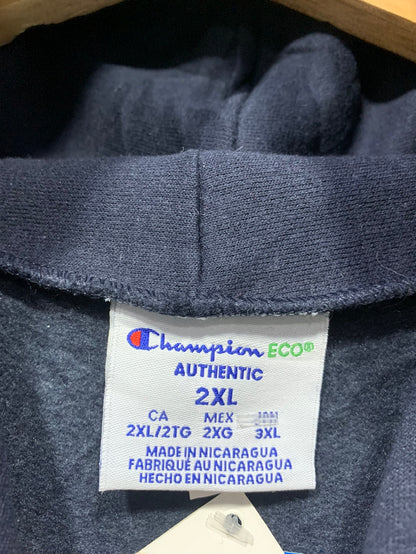 Champion ECO®
AUTHENTIC
2XL
CA MEX JPN
2XL/2TG 2XG 3XL
MADE IN NICARAGUA
FABRIQUÉ AU NICARAGUA
HECHO EN NICARAGUA